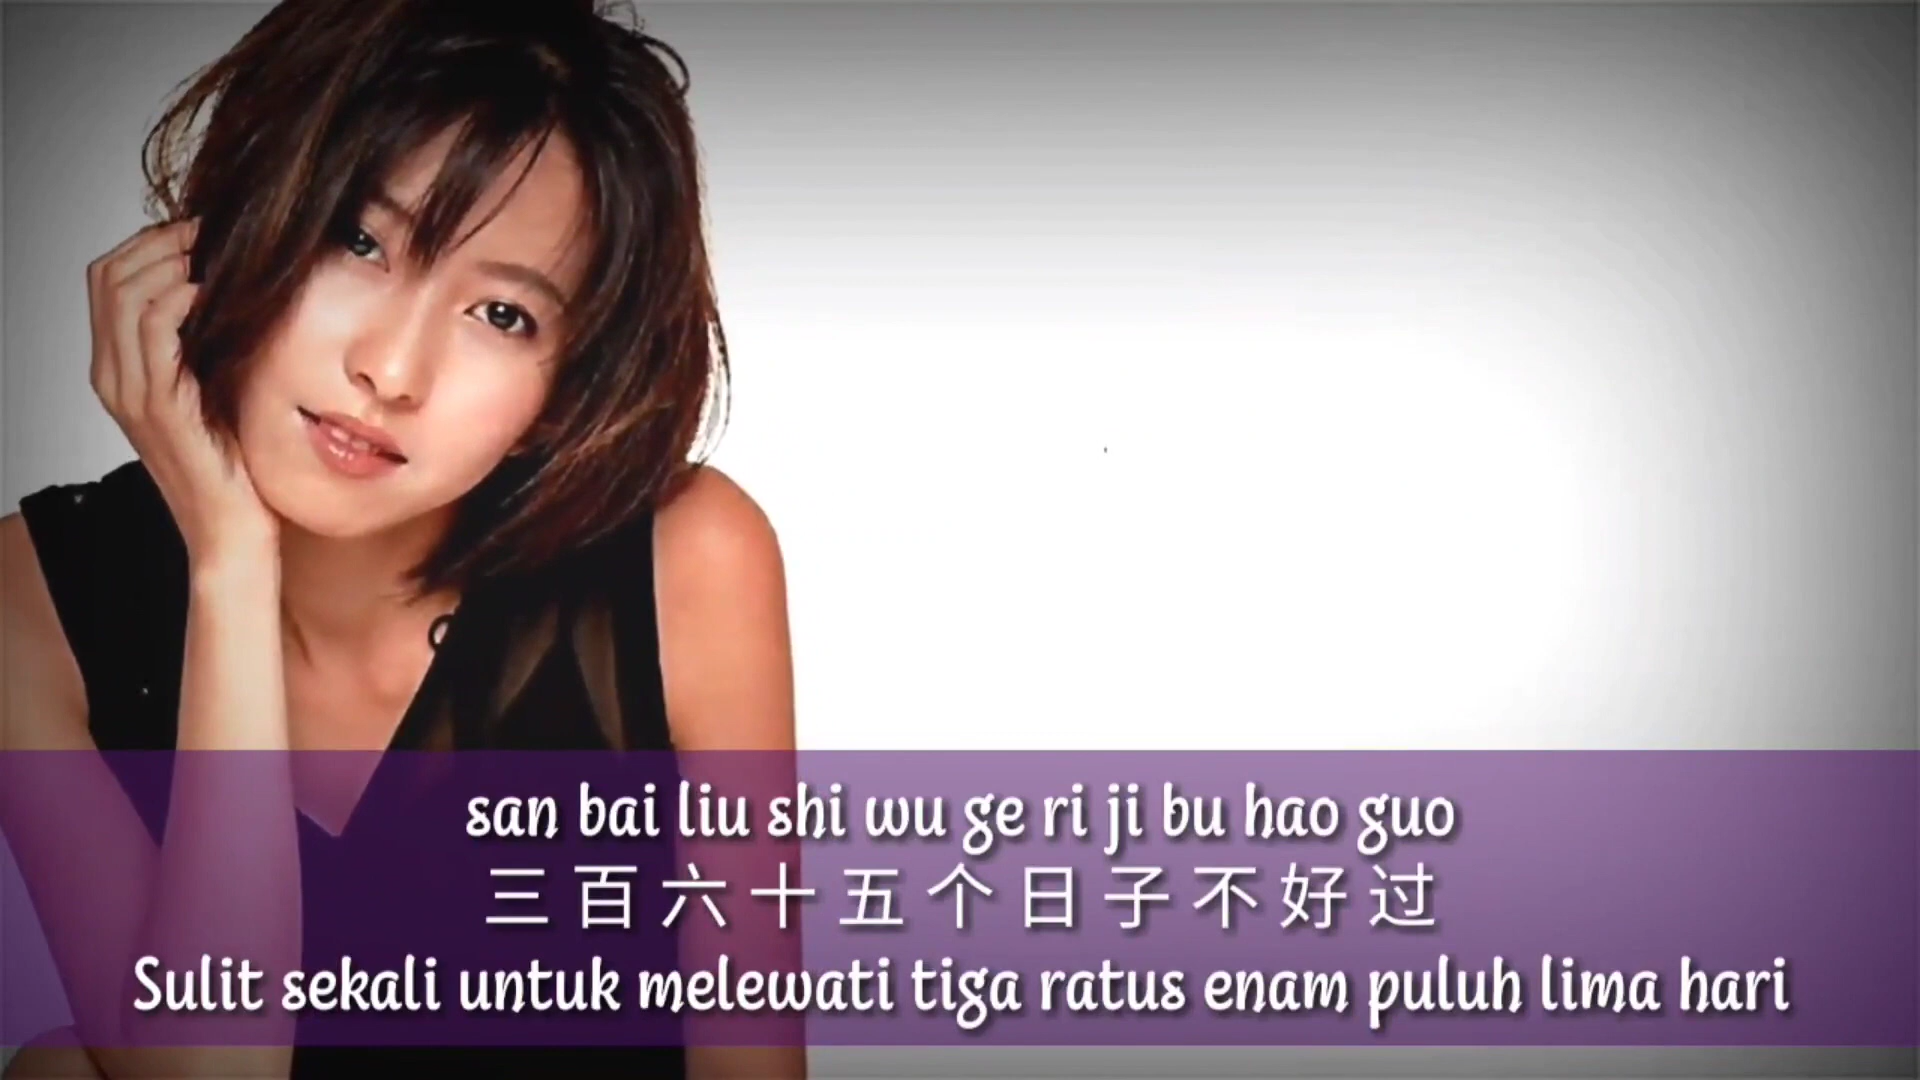 san bai liu shi wu ge ri ji bu hao guo
三百六十五个日子不好过
Sulit sekali untuk melewati tiga ratus enam puluh lima hari